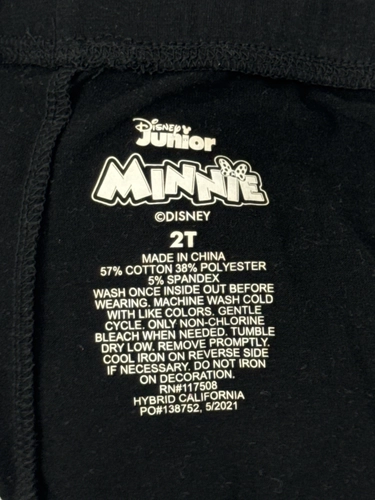 Disney
Junior
MINNIE
©DISNEY
2T
MADE IN CHINA
57% COTTON 38% POLYESTER
5% SPANDEX
WASH ONCE INSIDE OUT BEFORE
WEARING. MACHINE WASH COLD
WITH LIKE COLORS. GENTLE
CYCLE. ONLY NON-CHLORINE
BLEACH WHEN NEEDED. TUMBLE
DRY LOW. REMOVE PROMPTLY.
COOL IRON ON REVERSE SIDE
IF NECESSARY. DO NOT IRON
ON DECORATION.
RN#117508
HYBRID CALIFORNIA
PO#138752, 5/2021